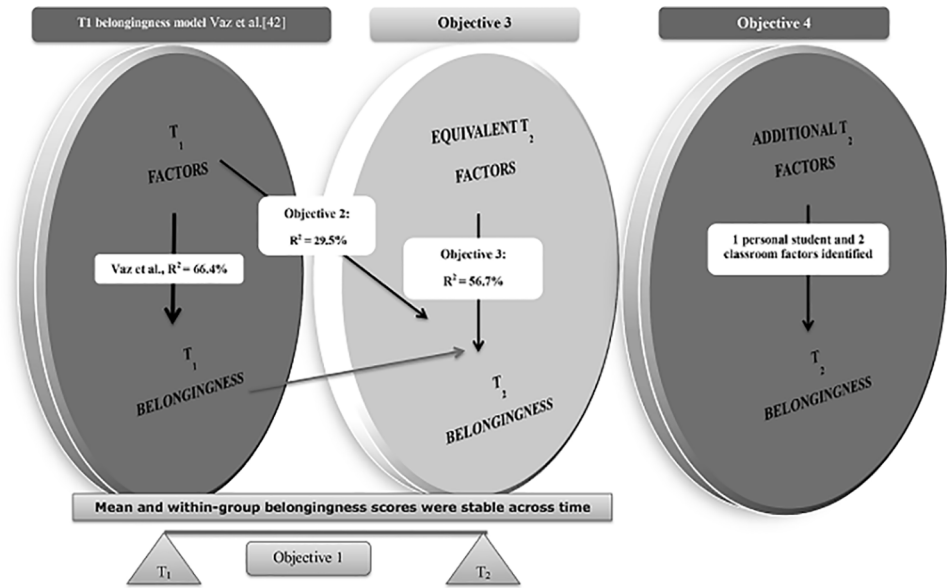 T1 belongingness model Vaz et al.[42]
Objective 3
Objective 4
T1
FACTORS
Vaz et al., R² = 66.4%
T1
BELONGINGNESS
Objective 2:
R² = 29.5%
EQUIVALENT T2
FACTORS
Objective 3:
R² = 56.7%
T2
BELONGINGNESS
ADDITIONAL T2
FACTORS
1 personal student and 2
classroom factors identified
T2
BELONGINGNESS
Mean and within-group belongingness scores were stable across time
Objective 1
T1
T2